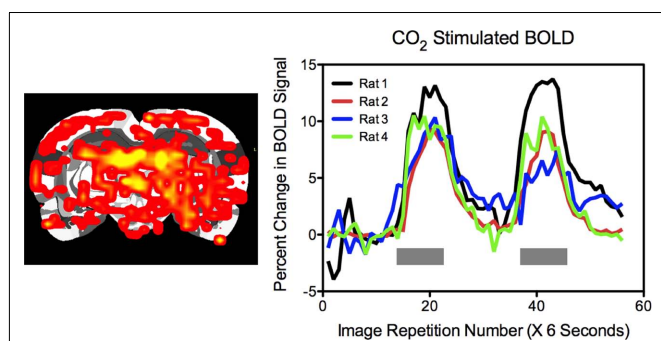 CO2 Stimulated BOLD
Percent Change in BOLD Signal
15
10
5
0
-5
Rat 1
Rat 2
Rat 3
Rat 4
0
20
40
60
Image Repetition Number (X 6 Seconds)